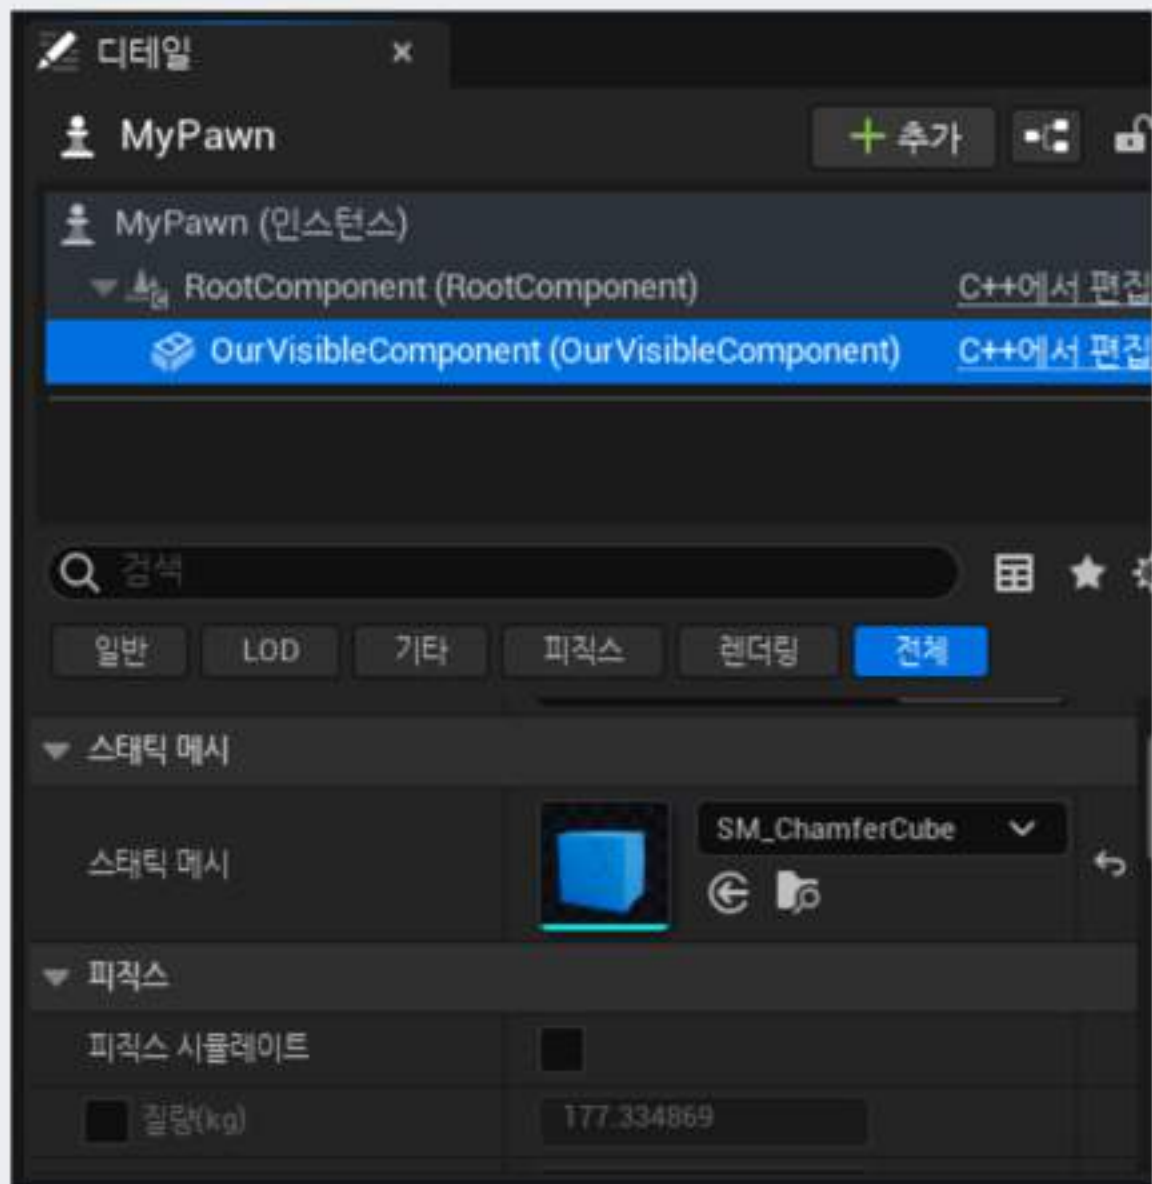 디테일
MyPawn
추가
MyPawn (인스턴스)
RootComponent (RootComponent) C++에서 편집
OurVisibleComponent (OurVisibleComponent) C++에서 편집
검색
일반 LOD 기타 피직스 렌더링 전체
스태틱 메시
스태틱 메시 SM_ChamferCube
피직스
피직스 시뮬레이트
질량(kg) 177.334869